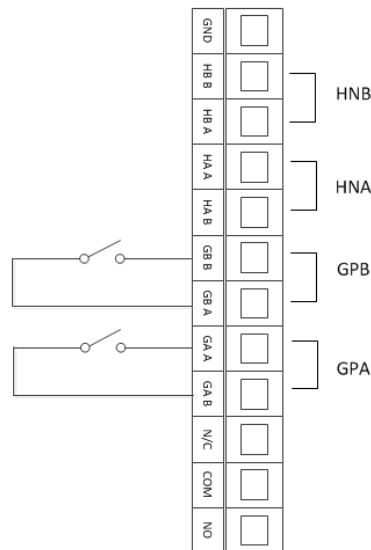 GND
HB B
HB A
HNB
HA A
HA B
HNA
GB B
GB A
GPB
GA A
GA B
GPA
N/C
COM
NO